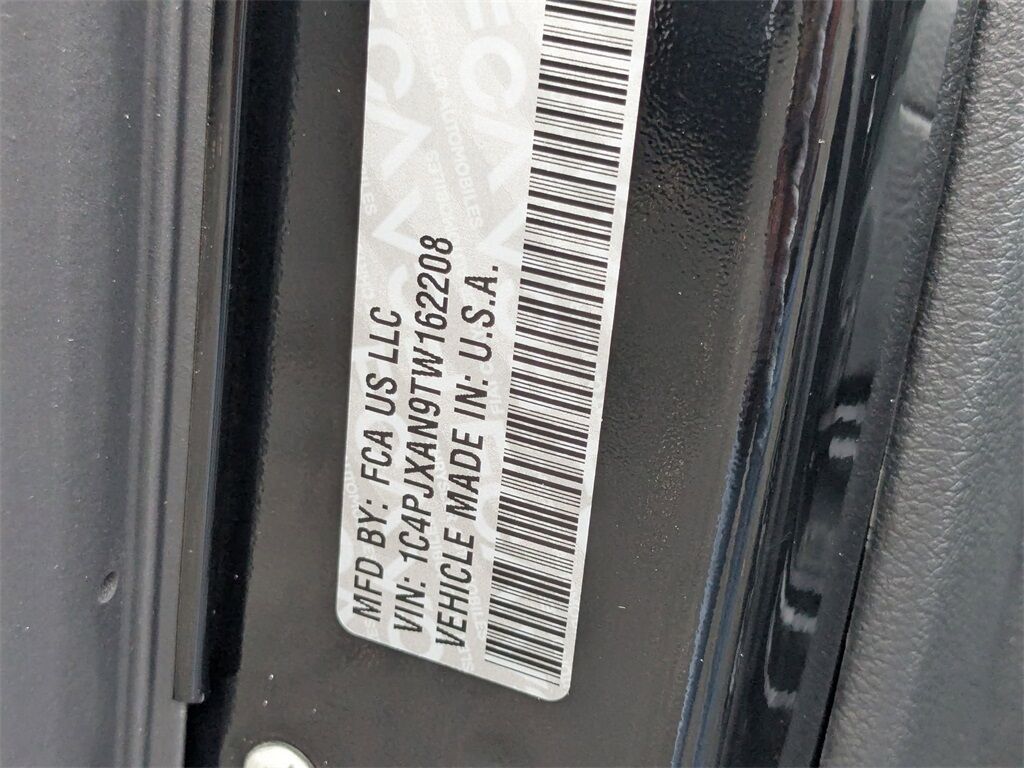 MFD BY: FCA US LLC
VIN: 1C4PJXAN9TW162208
VEHICLE MADE IN: U.S.A.